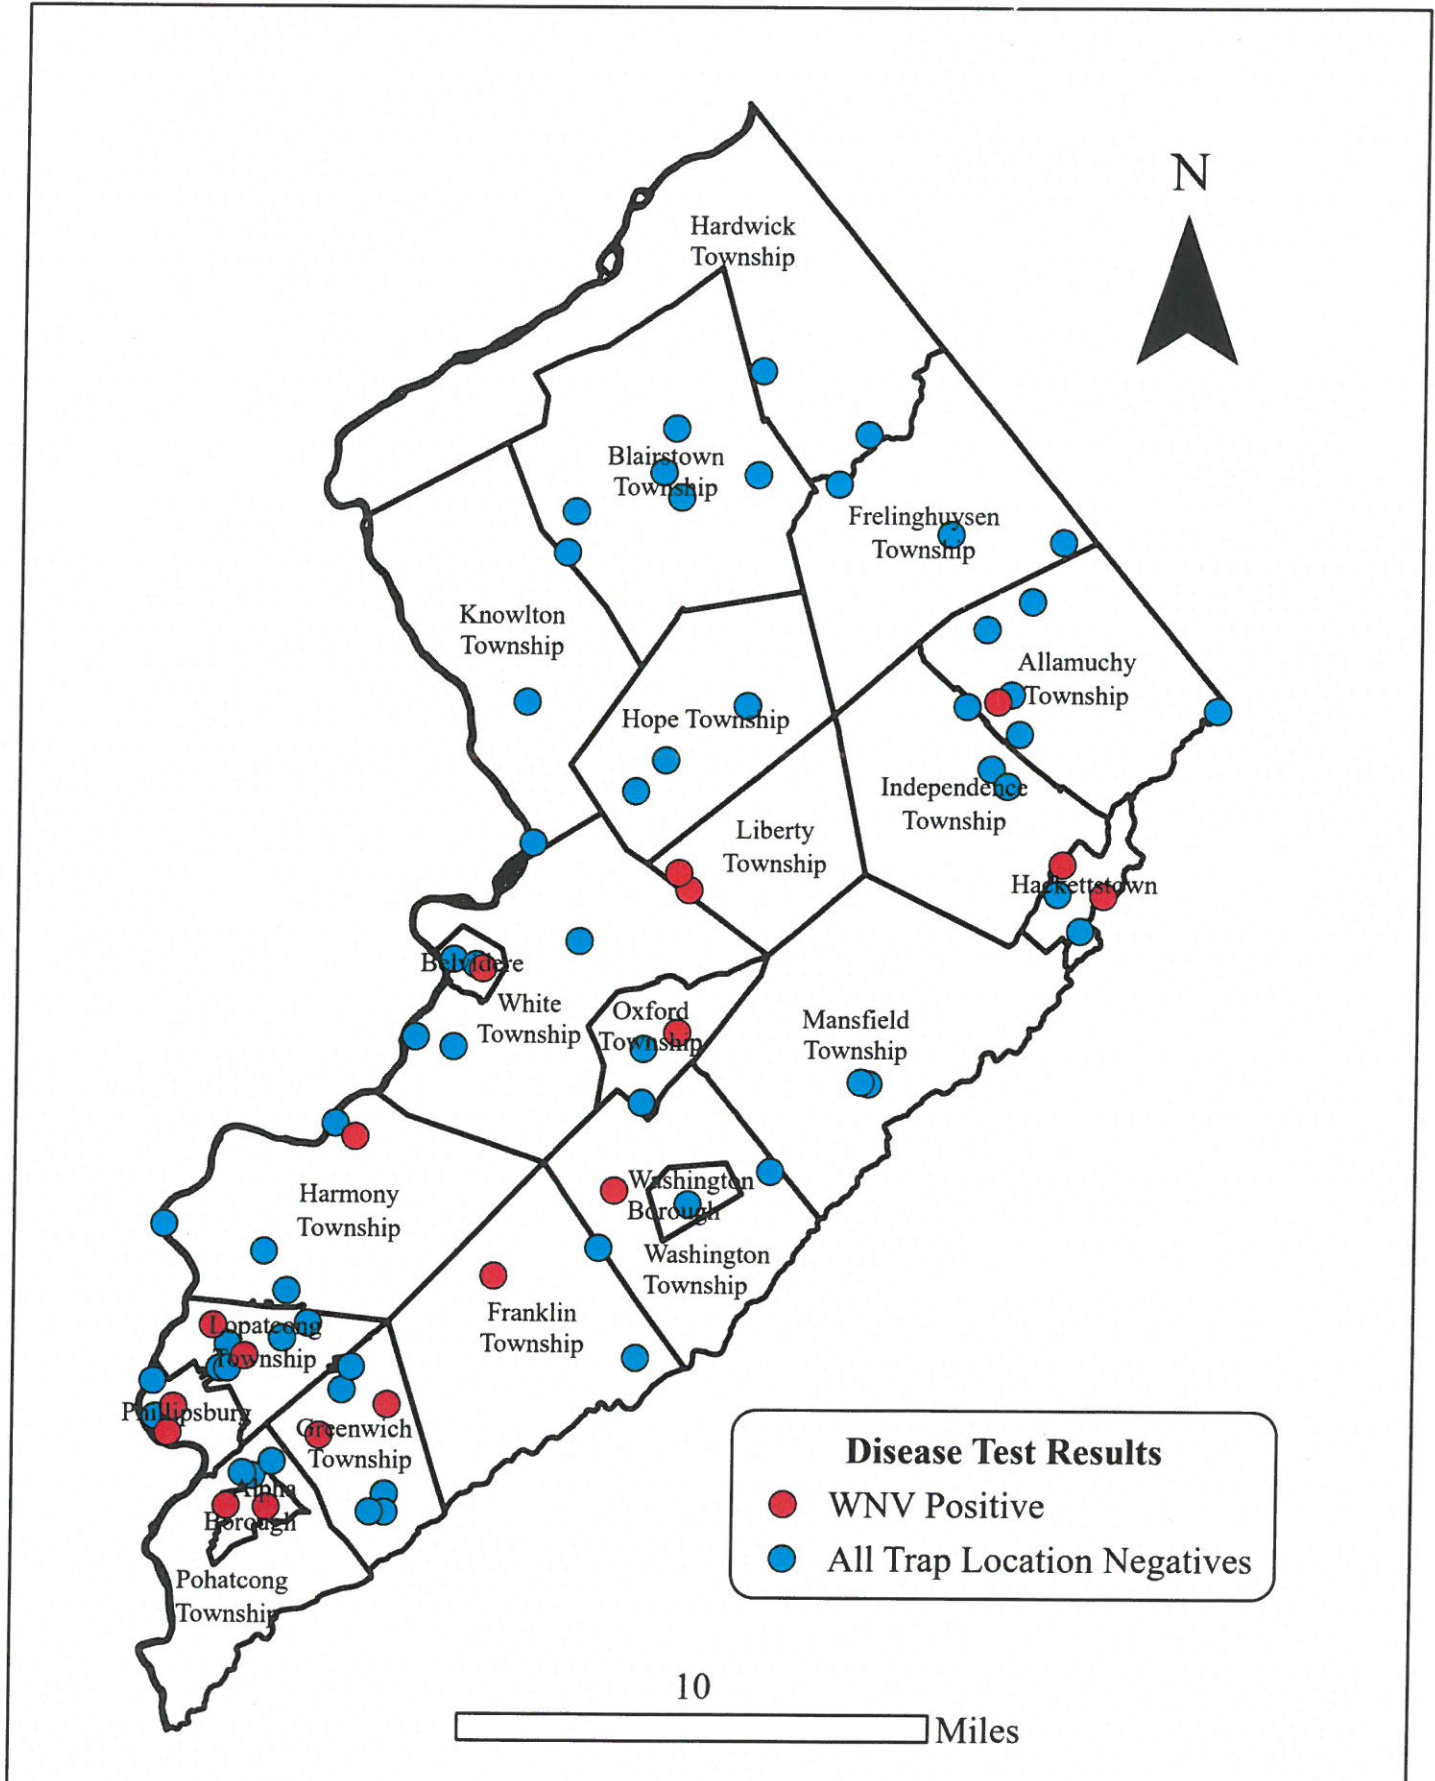 N
Hardwick
Township
Blairstown
Township
Frelinghuysen
Township
Knowlton
Township
Allamuchy
Township
Hope Township
Independence
Township
Liberty
Township
Hackettstown
Belvidere
White
Township
Oxford
Township
Mansfield
Township
Harmony
Township
Washington
Borough
Washington
Township
Franklin
Township
Lopatcong
Township
Phillipsburg
Greenwich
Township
Alpha
Borough
Pohatcong
Township
Disease Test Results
WNV Positive
All Trap Location Negatives
10
Miles